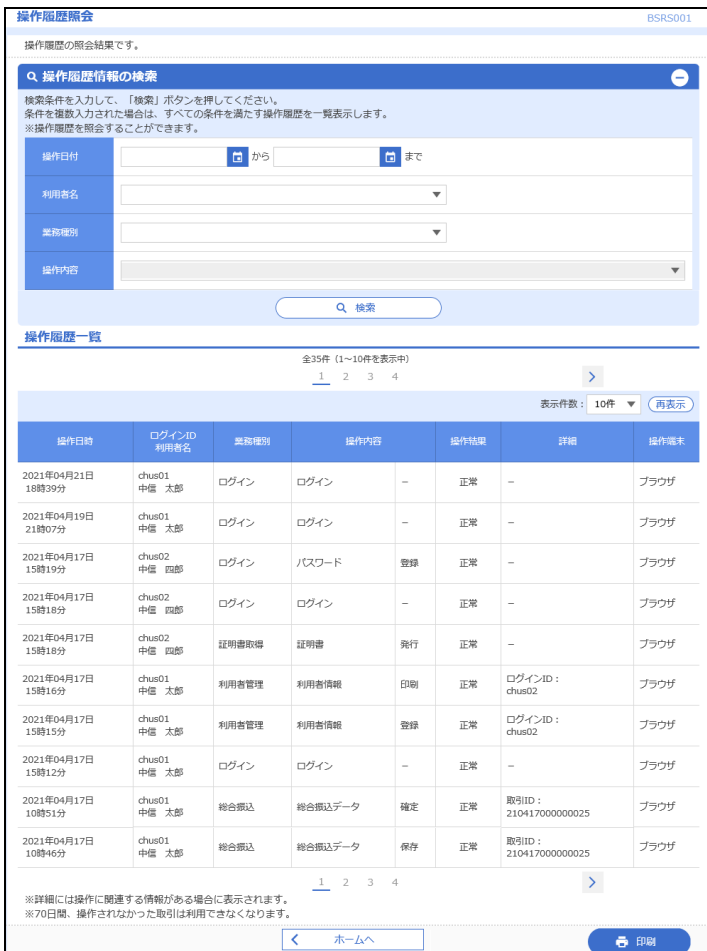 操作履歴照会 BSRS001
操作履歴の照会結果です。
操作履歴情報の検索
検索条件を入力して、「検索」ボタンを押してください。
条件を複数入力された場合は、すべての条件を満たす操作履歴を一覧表示します。
※操作履歴を照会することができます。
操作日付 から まで
利用者名
業務種別
操作内容
検索
操作履歴一覧
全35件（1～10件を表示中）
1 2 3 4
表示件数： 10件 再表示
操作日時 ログインID 業務種別 操作内容 操作結果 詳細 操作端末
利用者名
2021年04月21日 chus01 ログイン ログイン － 正常 － ブラウザ
18時39分 中信 太郎
2021年04月19日 chus01 ログイン ログイン － 正常 － ブラウザ
21時07分 中信 太郎
2021年04月17日 chus02 ログイン パスワード 登録 正常 － ブラウザ
15時19分 中信 四郎
2021年04月17日 chus02 ログイン ログイン － 正常 － ブラウザ
15時18分 中信 四郎
2021年04月17日 chus02 証明書取得 証明書 発行 正常 － ブラウザ
15時18分 中信 四郎
2021年04月17日 chus01 利用者管理 利用者情報 印刷 正常 ログインID： ブラウザ
15時16分 中信 太郎 chus02
2021年04月17日 chus01 利用者管理 利用者情報 登録 正常 ログインID： ブラウザ
15時15分 中信 太郎 chus02
2021年04月17日 chus01 ログイン ログイン － 正常 － ブラウザ
15時12分 中信 太郎
2021年04月17日 chus01 総合振込 総合振込データ 確定 正常 取引ID： ブラウザ
10時51分 中信 太郎 210417000000025
2021年04月17日 chus01 総合振込 総合振込データ 保存 正常 取引ID： ブラウザ
10時46分 中信 太郎 210417000000025
1 2 3 4
※詳細には操作に関連する情報がある場合に表示されます。
※70日間、操作されなかった取引は利用できなくなります。
ホームへ 印刷